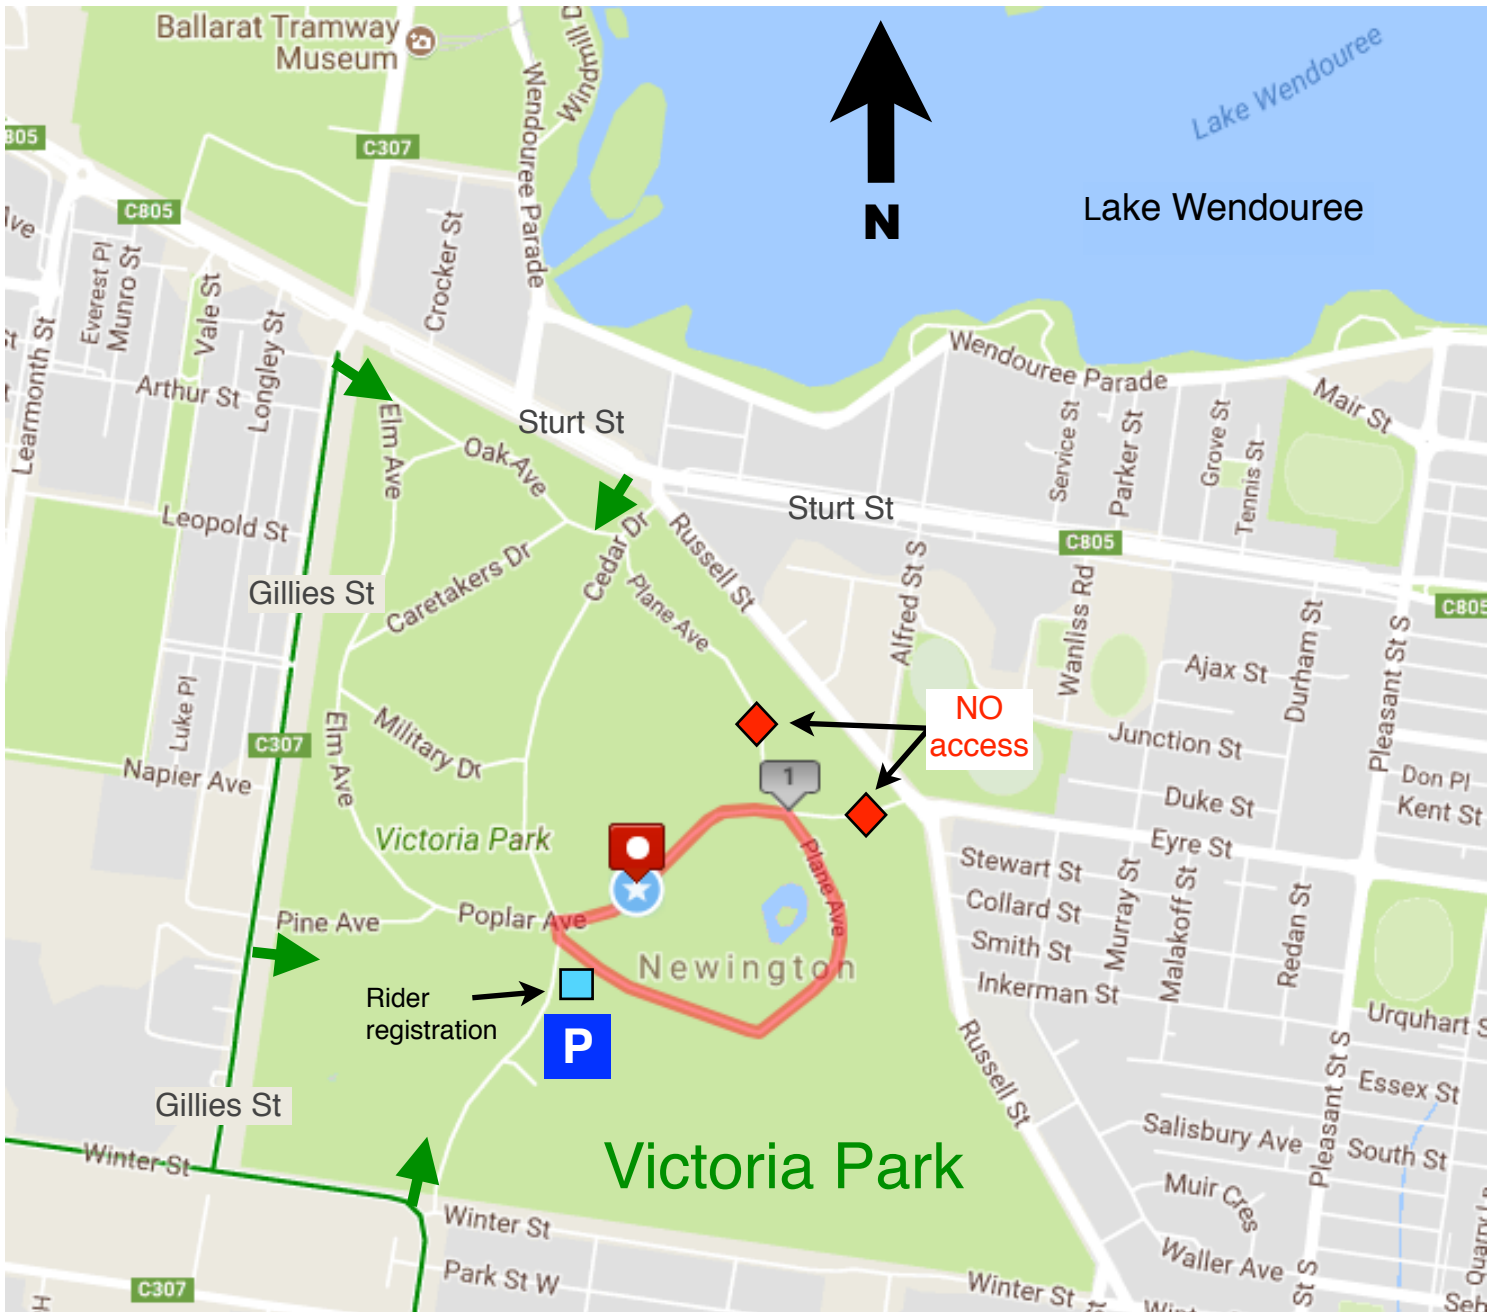 Ballarat Tramway
Museum
Wendouree Parade
Lake Wendouree
N
Lake Wendouree
C307
C805
C805
Everest Pl
Munro St
Vale St
Longley St
Crocker St
Learmonth St
Arthur St
Elm Ave
Oak Ave
Sturt St
Wendouree Parade
Mair St
Service St
Parker St
Grove St
Tennis St
Leopold St
Sturt St
Cedar Dr
Russell St
C805
C805
Gillies St
Caretakers Dr
Plane Ave
Alfred St S
Wanliss Rd
Durham St
Pleasant St S
Ajax St
Luke Pl
NO
access
Elm Ave
Military Dr
C307
Junction St
Napier Ave
1
Don Pl
Kent St
Duke St
Victoria Park
Plane Ave
Eyre St
Stewart St
Murray St
Malakoff St
Redan St
Collard St
Pine Ave
Poplar Ave
Smith St
Newington
Inkerman St
Rider
registration
P
Urquhart S
Russell St
Pleasant St S
Essex St
Gillies St
Salisbury Ave
South St
Winter St
Victoria Park
Muir Cres
Winter St
Waller Ave
Park St W
C307
Winter St
St S
H